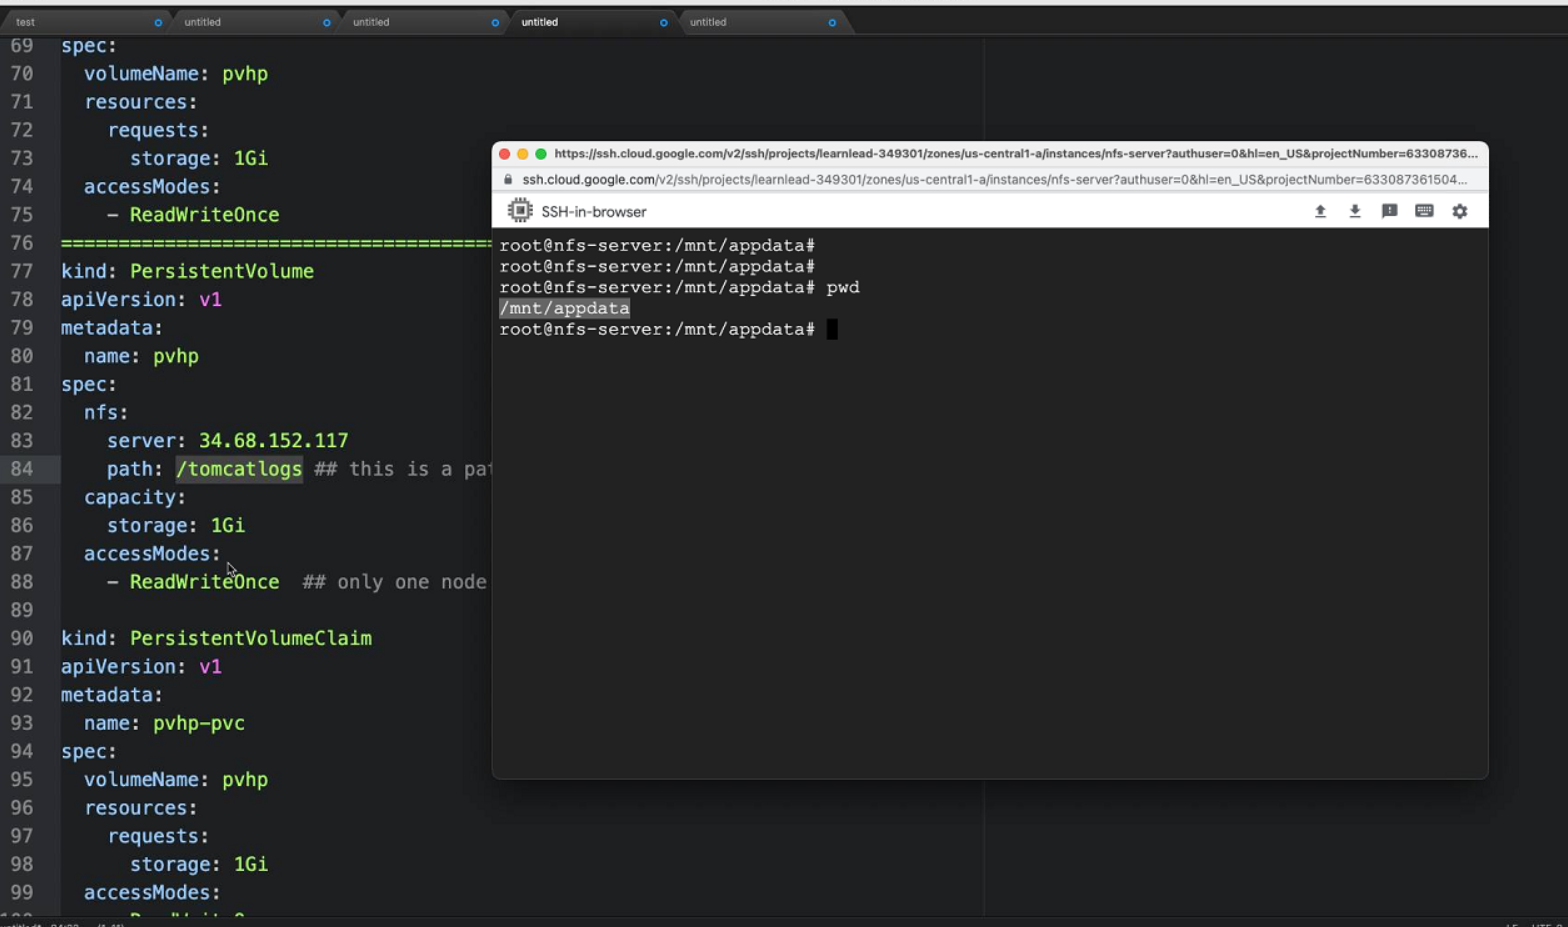 test
untitled
untitled
untitled
untitled
69 spec:
70 volumeName: pvhp
71 resources:
72 requests:
73 storage: 1Gi
74 accessModes:
75 - ReadWriteOnce
76 =====================================
77 kind: PersistentVolume
78 apiVersion: v1
79 metadata:
80 name: pvhp
81 spec:
82 nfs:
83 server: 34.68.152.117
84 path: /tomcatlogs ## this is a pat
85 capacity:
86 storage: 1Gi
87 accessModes:
88 - ReadWriteOnce ## only one node
89
90 kind: PersistentVolumeClaim
91 apiVersion: v1
92 metadata:
93 name: pvhp-pvc
94 spec:
95 volumeName: pvhp
96 resources:
97 requests:
98 storage: 1Gi
99 accessModes:
https://ssh.cloud.google.com/v2/ssh/projects/learnlead-349301/zones/us-central1-a/instances/nfs-server?authuser=0&hl=en_US&projectNumber=63308736...
ssh.cloud.google.com/v2/ssh/projects/learnlead-349301/zones/us-central1-a/instances/nfs-server?authuser=0&hl=en_US&projectNumber=633087361504...
SSH-in-browser
root@nfs-server:/mnt/appdata#
root@nfs-server:/mnt/appdata#
root@nfs-server:/mnt/appdata# pwd
/mnt/appdata
root@nfs-server:/mnt/appdata#